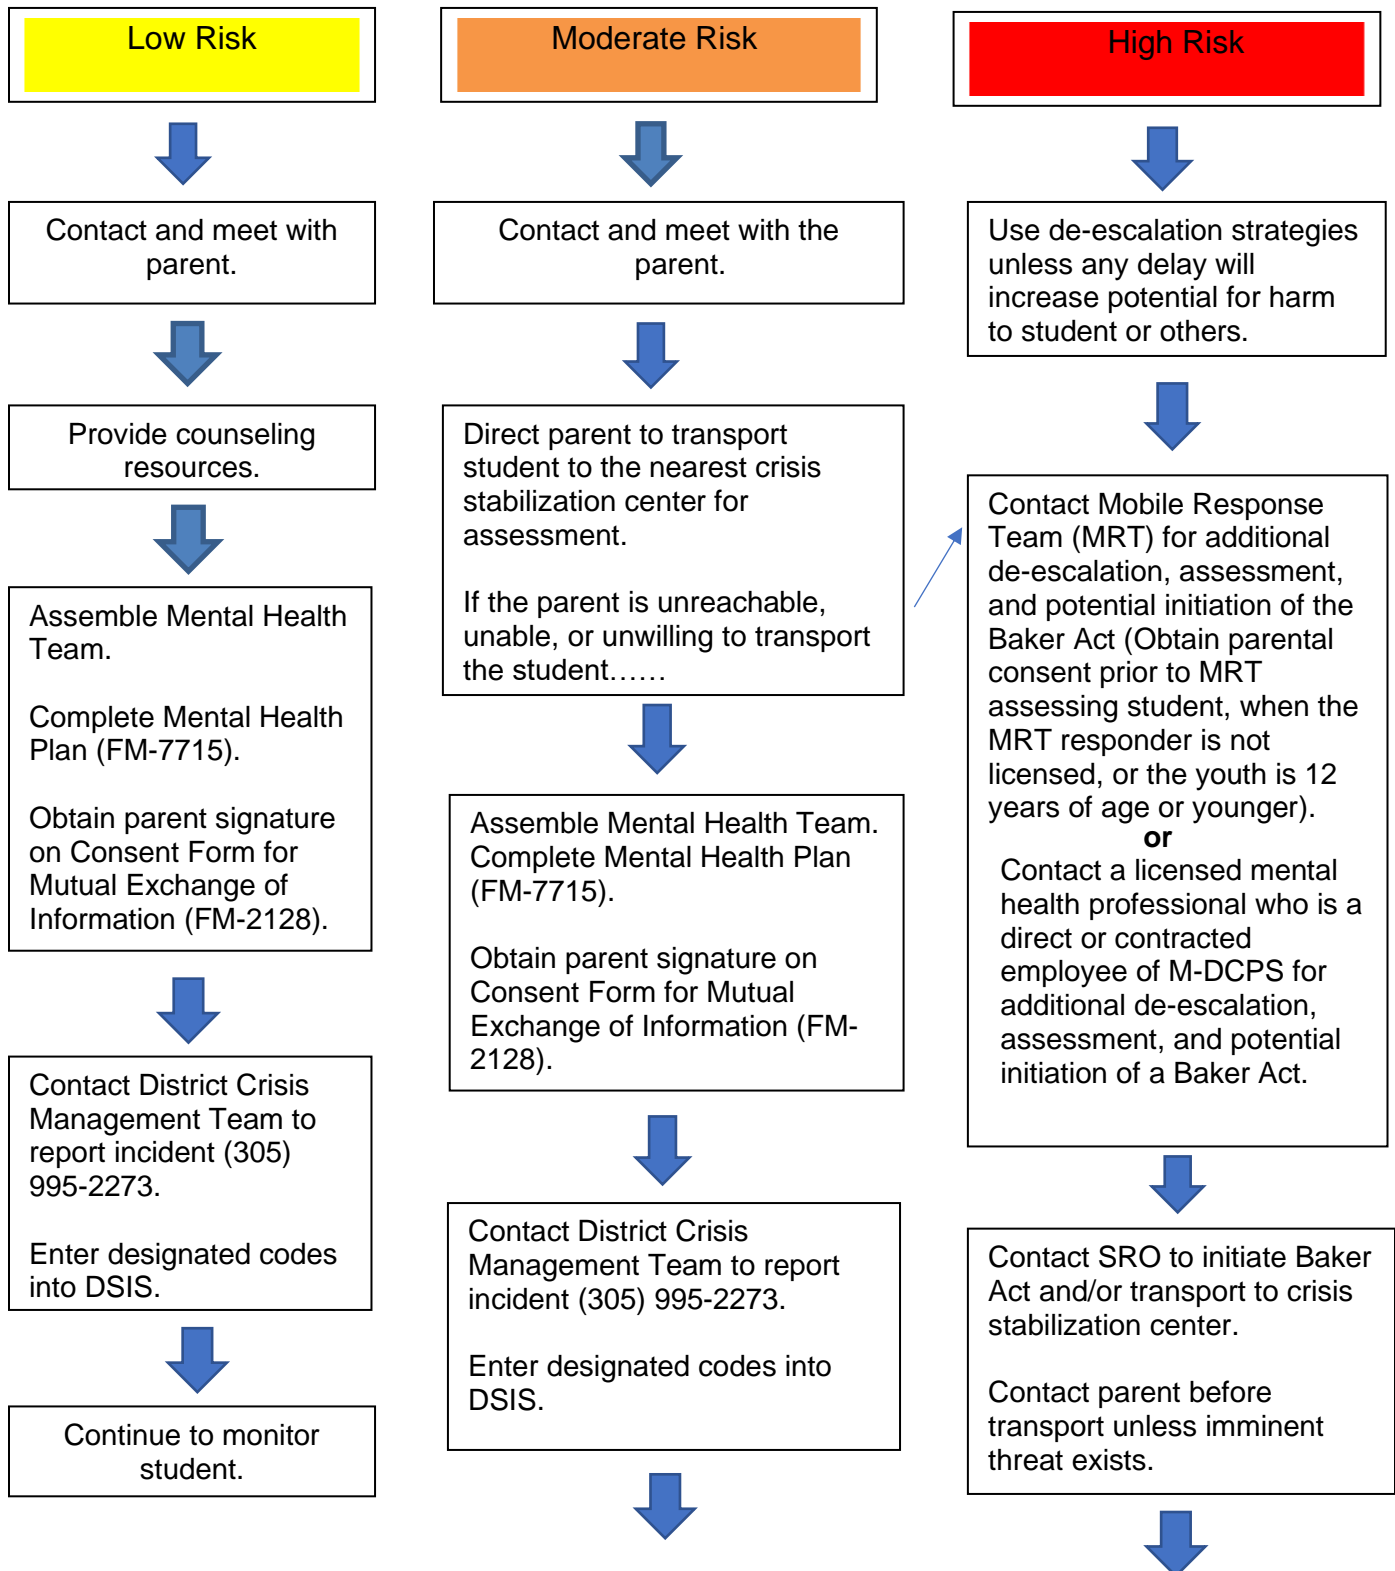 Low Risk
Contact and meet with
parent.
Provide counseling
resources.
Assemble Mental Health
Team.
Complete Mental Health
Plan (FM-7715).
Obtain parent signature
on Consent Form for
Mutual Exchange of
Information (FM-2128).
Contact District Crisis
Management Team to
report incident (305)
995-2273.
Enter designated codes
into DSIS.
Continue to monitor
student.
Moderate Risk
Contact and meet with the
parent.
Direct parent to transport
student to the nearest crisis
stabilization center for
assessment.
If the parent is unreachable,
unable, or unwilling to transport
the student……
Assemble Mental Health Team.
Complete Mental Health Plan
(FM-7715).
Obtain parent signature on
Consent Form for Mutual
Exchange of Information (FM-
2128).
Contact District Crisis
Management Team to report
incident (305) 995-2273.
Enter designated codes into
DSIS.
High Risk
Use de-escalation strategies
unless any delay will
increase potential for harm
to student or others.
Contact Mobile Response
Team (MRT) for additional
de-escalation, assessment,
and potential initiation of the
Baker Act (Obtain parental
consent prior to MRT
assessing student, when the
MRT responder is not
licensed, or the youth is 12
years of age or younger).
or
Contact a licensed mental
health professional who is a
direct or contracted
employee of M-DCPS for
additional de-escalation,
assessment, and potential
initiation of a Baker Act.
Contact SRO to initiate Baker
Act and/or transport to crisis
stabilization center.
Contact parent before
transport unless imminent
threat exists.